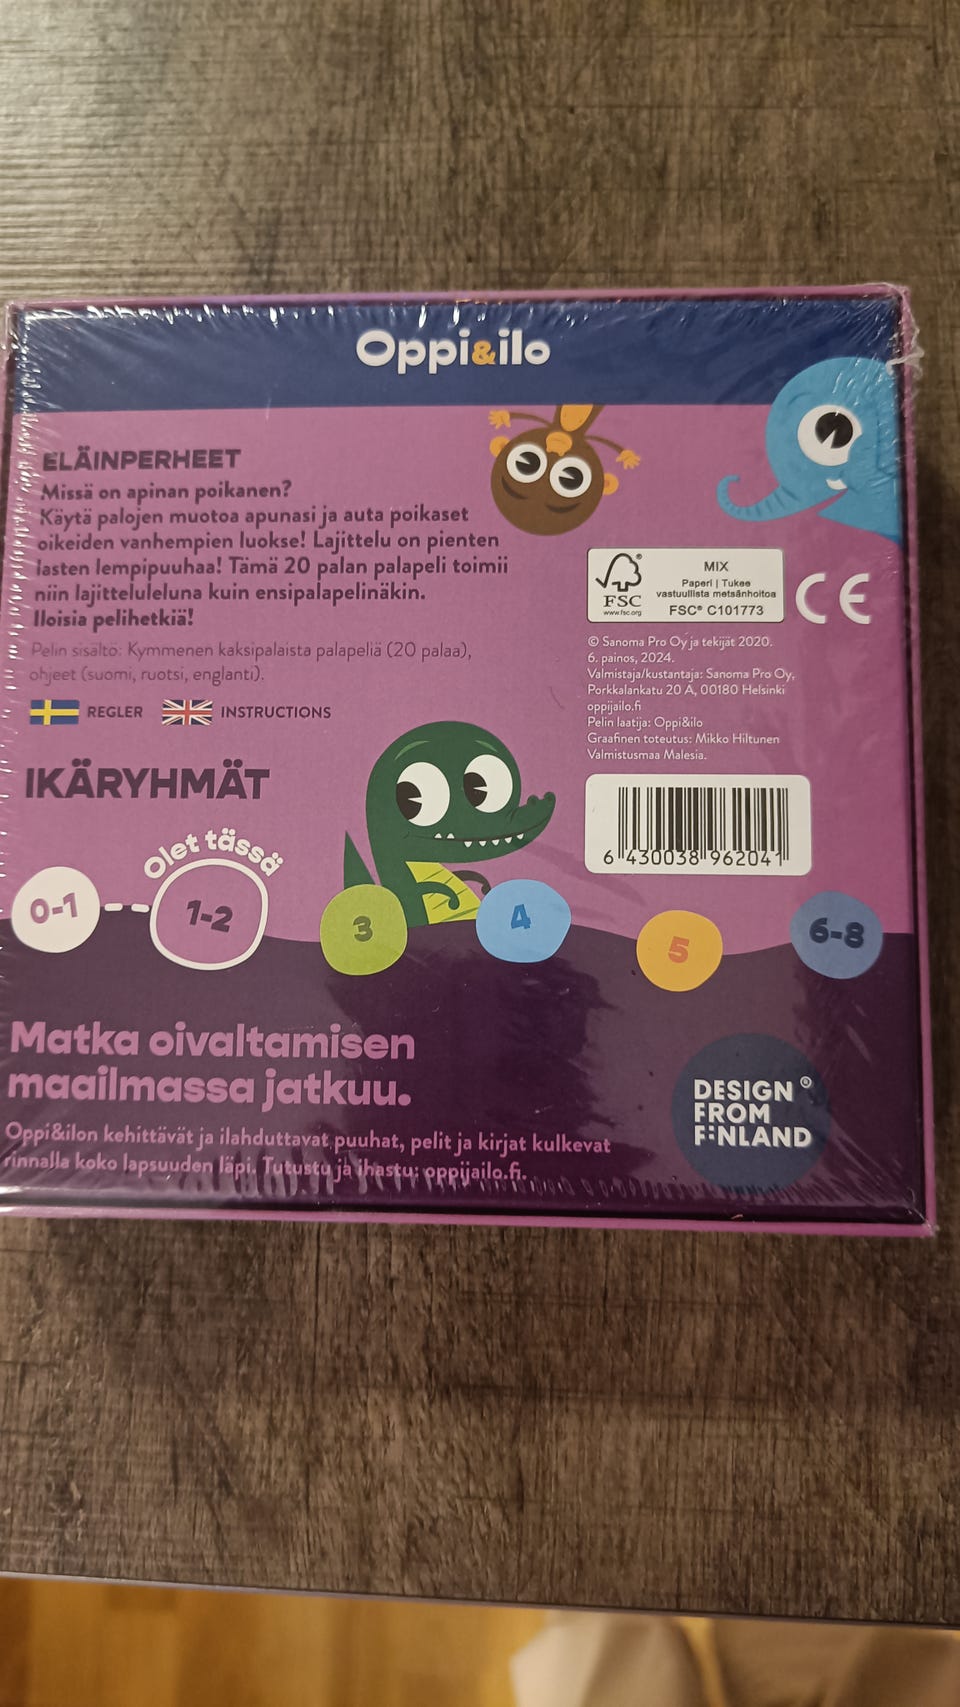 Oppi&ilo
ELÄINPERHEET
Missä on apinan poikanen?
Käytä palojen muotoa apunasi ja auta poikaset
oikeiden vanhempien luokse! Lajittelu on pienten
lasten lempipuuhaa! Tämä 20 palan palapeli toimii
niin lajitteluleluna kuin ensipalapelinäkin.
Iloisia pelihetkiä!
Pelin sisältö: Kymmenen kaksipalaista palapeliä (20 palaa),
ohjeet (suomi, ruotsi, englanti).
REGLER INSTRUCTIONS
FSC®
www.fsc.org
MIX
Paperi | Tukee
vastuullista metsänhoitoa
FSC® C101773
CE
© Sanoma Pro Oy ja tekijät 2020.
6. painos, 2024.
Valmistaja/kustantaja: Sanoma Pro Oy,
Porkkalankatu 20 A, 00180 Helsinki
oppijailo.fi
Pelin laatija: Oppi&ilo
Graafinen toteutus: Mikko Hiltunen
Valmistusmaa Malesia.
6 430038 962041
IKÄRYHMÄT
Olet tässä
0-1 1-2 3 4 5 6-8
Matka oivaltamisen
maailmassa jatkuu.
Oppi&ilon kehittävät ja ilahduttavat puuhat, pelit ja kirjat kulkevat
rinnalla koko lapsuuden läpi. Tutustu ja ihastu: oppijailo.fi.
DESIGN ®
FROM
FINLAND